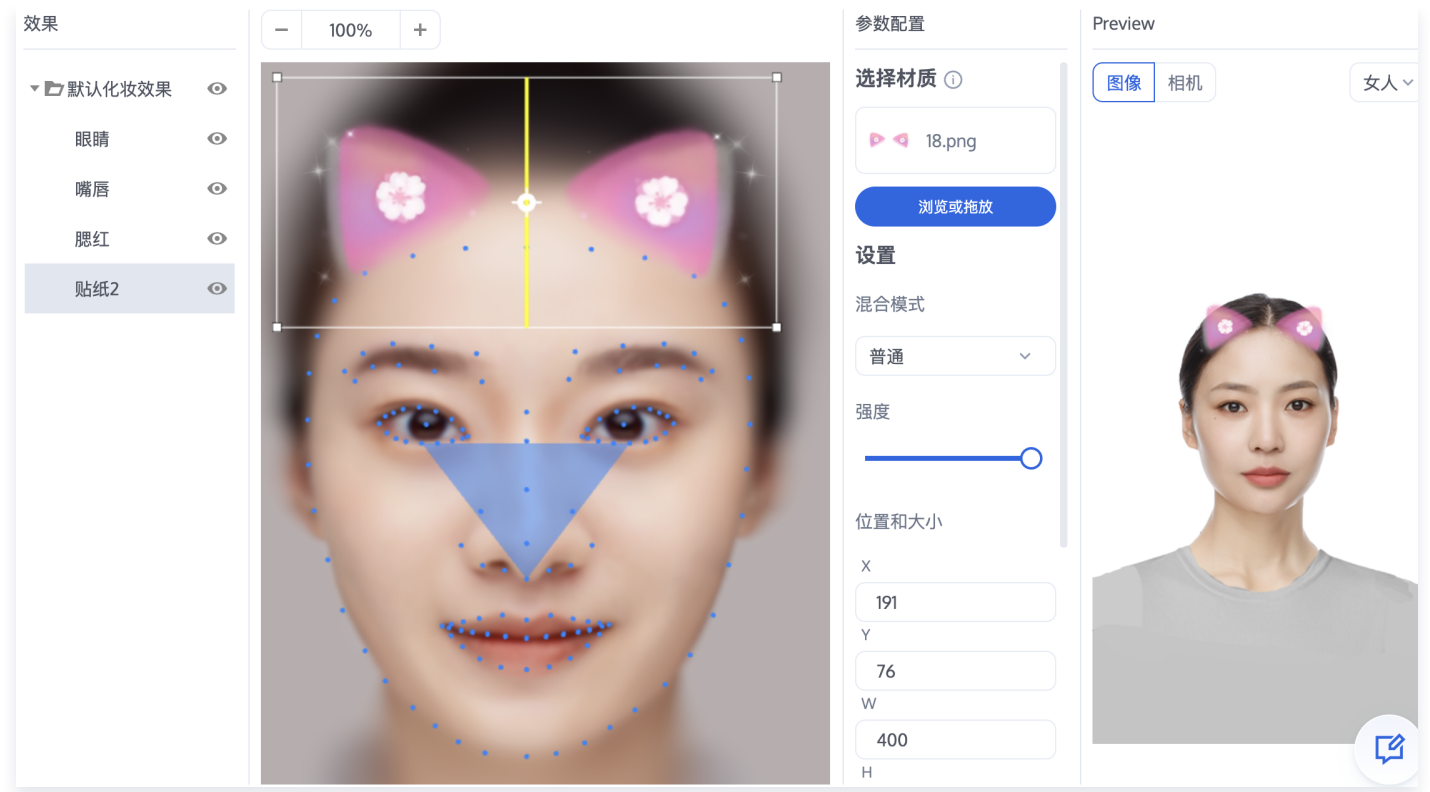 效果
默认化妆效果
眼睛
嘴唇
腮红
贴纸2
100%
参数配置
选择材质
18.png
浏览或拖放
设置
混合模式
普通
强度
位置和大小
X
191
Y
76
W
400
H
Preview
图像
相机
女人